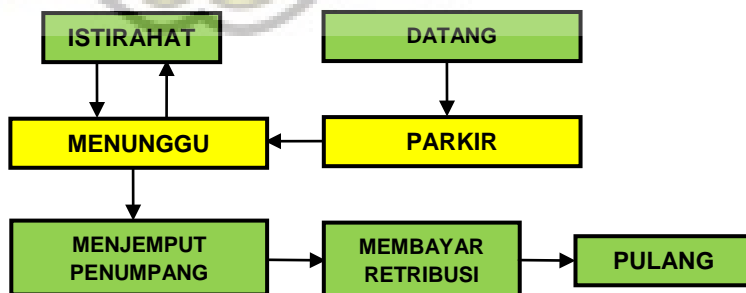 ISTIRAHAT
DATANG
MENUNGGU
PARKIR
MENJEMPUT
PENUMPANG
MEMBAYAR
RETRIBUSI
PULANG